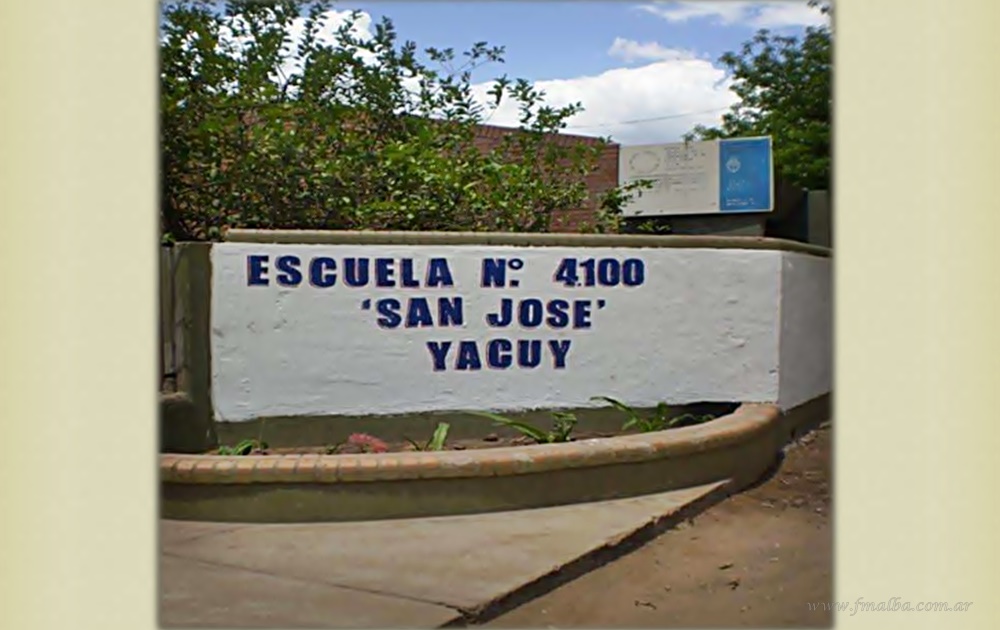 ESCUELA Nº 4100
'SAN JOSE'
YACUY
www.fmalba.com.ar